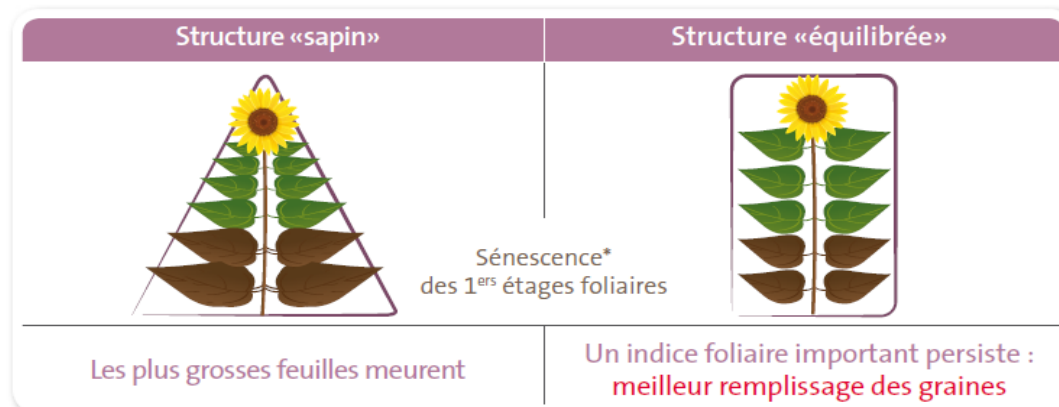 Structure «sapin»
Structure «équilibrée»
Sénescence*
des 1ers étages foliaires
Les plus grosses feuilles meurent
Un indice foliaire important persiste :
meilleur remplissage des graines